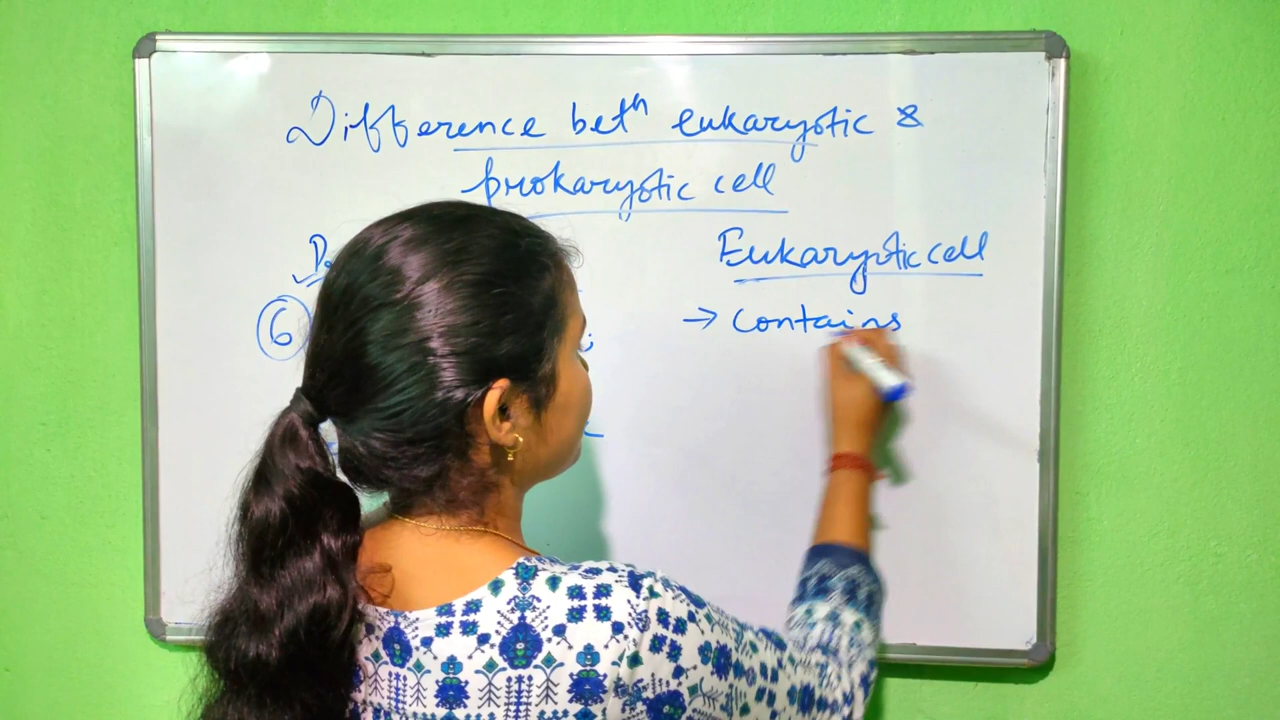 Difference betn eukaryotic &
prokaryotic cell
Eukaryotic cell
6
→ contains